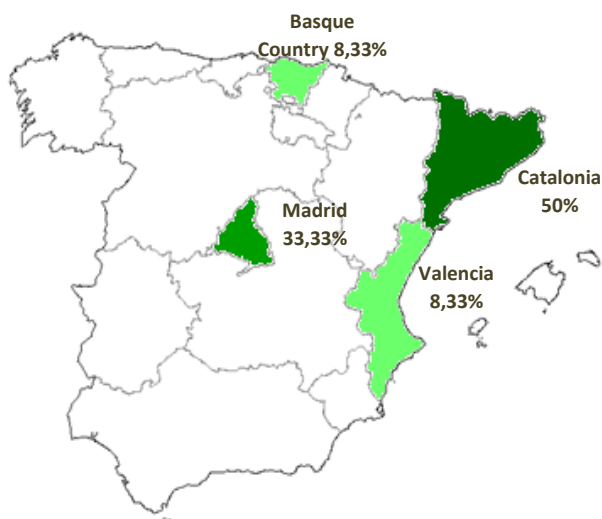 Basque
Country 8,33%
Catalonia
50%
Madrid
33,33%
Valencia
8,33%